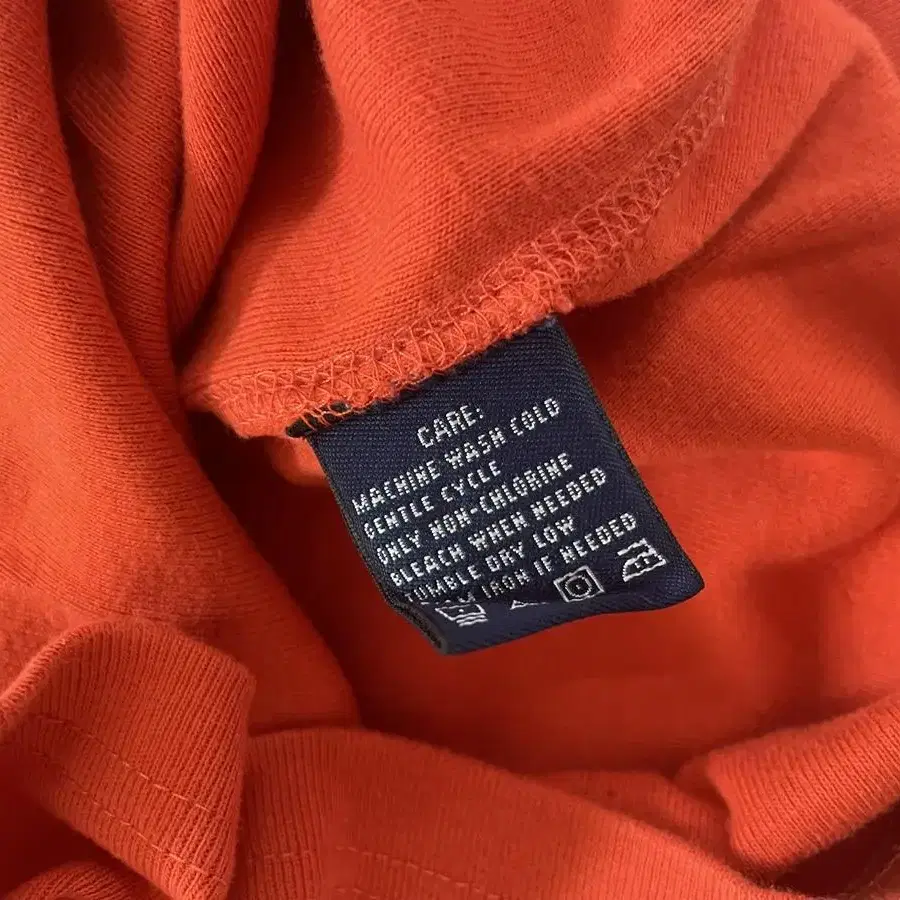 CARE:
MACHINE WASH COLD
GENTLE CYCLE
ONLY NON-CHLORINE
BLEACH WHEN NEEDED
TUMBLE DRY LOW
IRON IF NEEDED